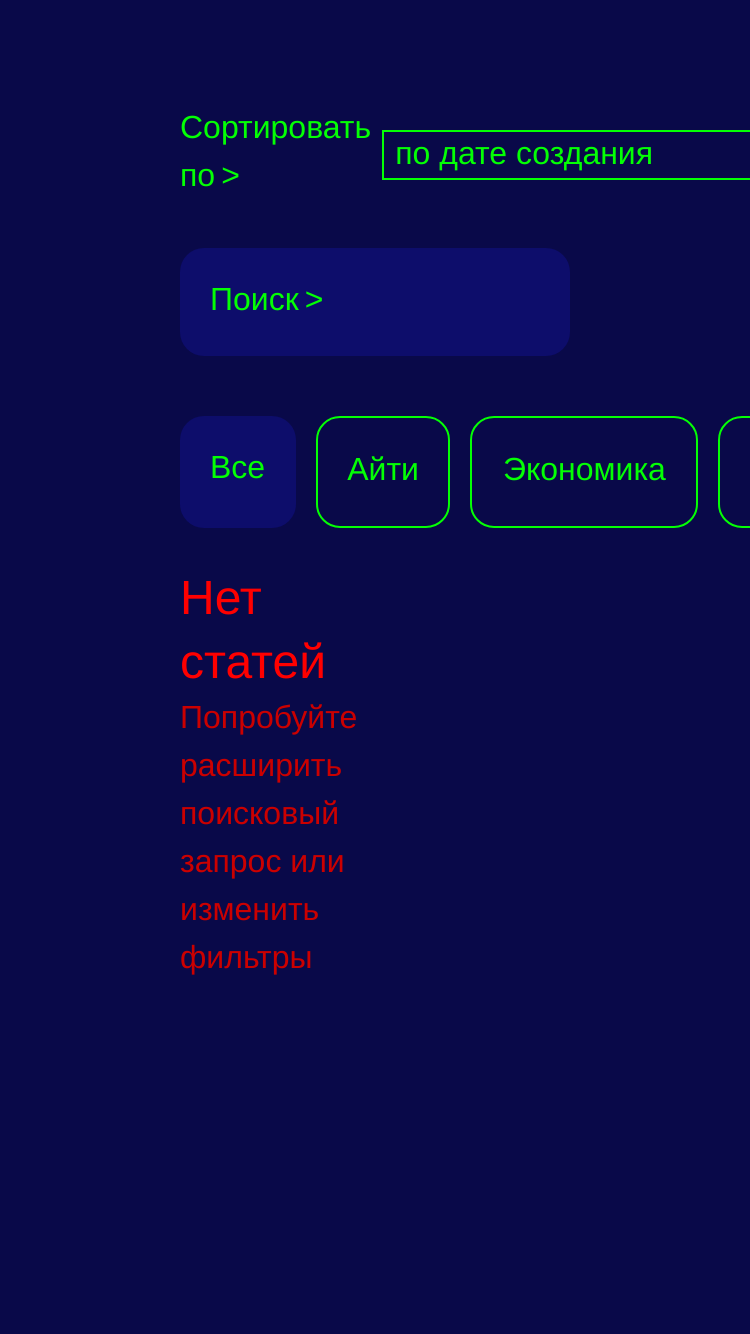 Сортировать
по >
по дате создания
Поиск >
Все Айти Экономика
Нет
статей
Попробуйте
расширить
поисковый
запрос или
изменить
фильтры